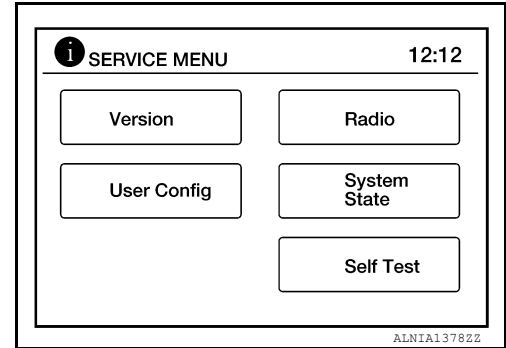 i SERVICE MENU 12:12
Version Radio
User Config System
State
Self Test
ALNIA1378ZZ